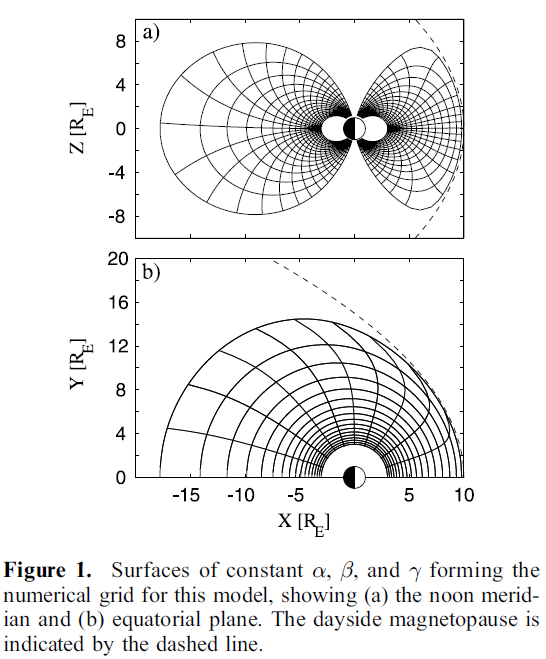 a)
8
4
0
-4
-8
Z [R_E]
b)
20
16
12
8
4
0
Y [R_E]
-15 -10 -5 5 10
X [R_E]
Figure 1. Surfaces of constant α, β, and γ forming the
numerical grid for this model, showing (a) the noon merid-
ian and (b) equatorial plane. The dayside magnetopause is
indicated by the dashed line.